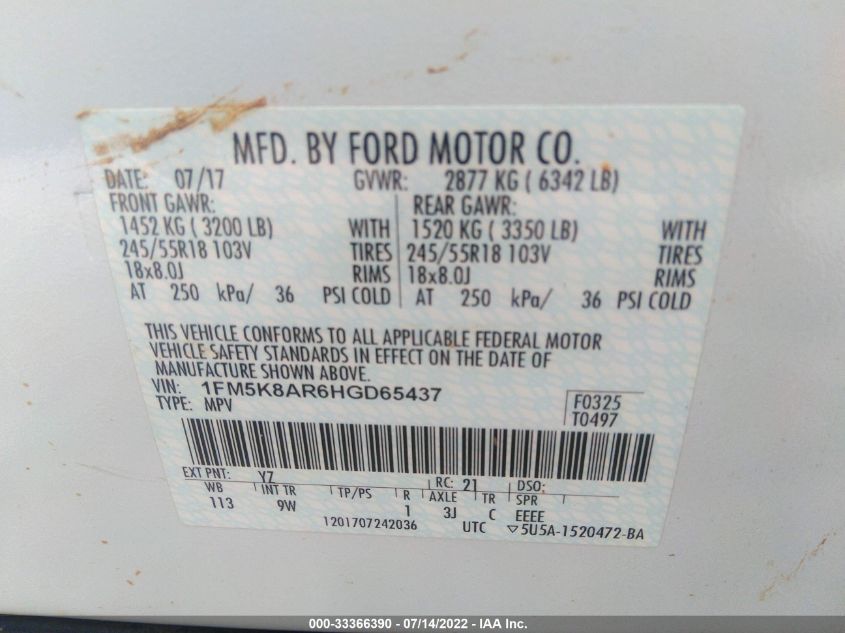 MFD. BY FORD MOTOR CO.
DATE: 07/17 GVWR: 2877 KG ( 6342 LB)
FRONT GAWR: REAR GAWR:
1452 KG ( 3200 LB) WITH 1520 KG ( 3350 LB) WITH
245/55R18 103V TIRES 245/55R18 103V TIRES
18x8.0J RIMS 18x8.0J RIMS
AT 250 kPa/ 36 PSI COLD AT 250 kPa/ 36 PSI COLD
THIS VEHICLE CONFORMS TO ALL APPLICABLE FEDERAL MOTOR
VEHICLE SAFETY STANDARDS IN EFFECT ON THE DATE OF
MANUFACTURE SHOWN ABOVE.
VIN: 1FM5K8AR6HGD65437 F0325
TYPE: MPV T0497
EXT PNT: YZ RC: 21 DSO:
WB INT TR TP/PS R AXLE TR SPR
113 9W 1 3J C EEEE
1201707242036 UTC ▽5U5A-1520472-BA
000-33366390 - 07/14/2022 - IAA Inc.